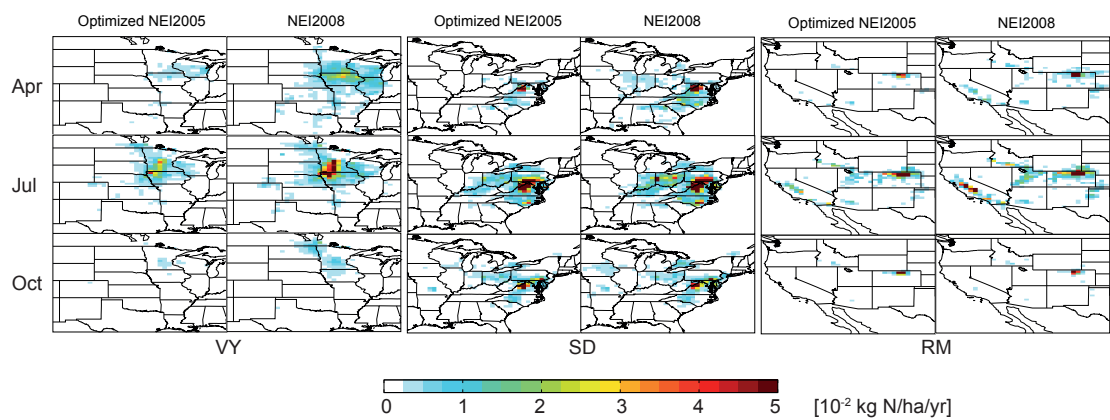 Optimized NEI2005 NEI2008 Optimized NEI2005 NEI2008 Optimized NEI2005 NEI2008
Apr
Jul
Oct
VY SD RM
0 1 2 3 4 5 [10⁻² kg N/ha/yr]